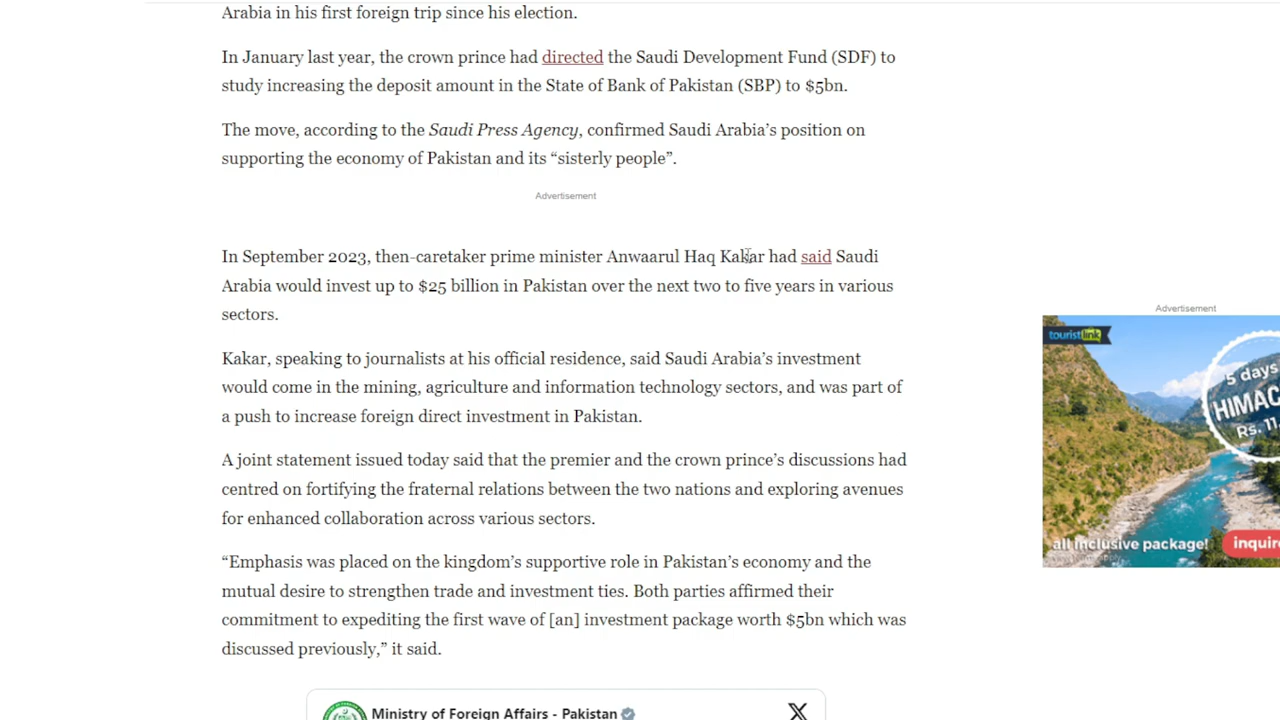 Arabia in his first foreign trip since his election.
In January last year, the crown prince had directed the Saudi Development Fund (SDF) to
study increasing the deposit amount in the State of Bank of Pakistan (SBP) to $5bn.
The move, according to the Saudi Press Agency, confirmed Saudi Arabia’s position on
supporting the economy of Pakistan and its “sisterly people”.
Advertisement
In September 2023, then-caretaker prime minister Anwaarul Haq Kakar had said Saudi
Arabia would invest up to $25 billion in Pakistan over the next two to five years in various
sectors.
Kakar, speaking to journalists at his official residence, said Saudi Arabia’s investment
would come in the mining, agriculture and information technology sectors, and was part of
a push to increase foreign direct investment in Pakistan.
A joint statement issued today said that the premier and the crown prince’s discussions had
centred on fortifying the fraternal relations between the two nations and exploring avenues
for enhanced collaboration across various sectors.
“Emphasis was placed on the kingdom’s supportive role in Pakistan’s economy and the
mutual desire to strengthen trade and investment ties. Both parties affirmed their
commitment to expediting the first wave of [an] investment package worth $5bn which was
discussed previously,” it said.
Ministry of Foreign Affairs - Pakistan
Advertisement
touristlink
5 days
HIMAC
Rs. 11
all inclusive package!
inquir